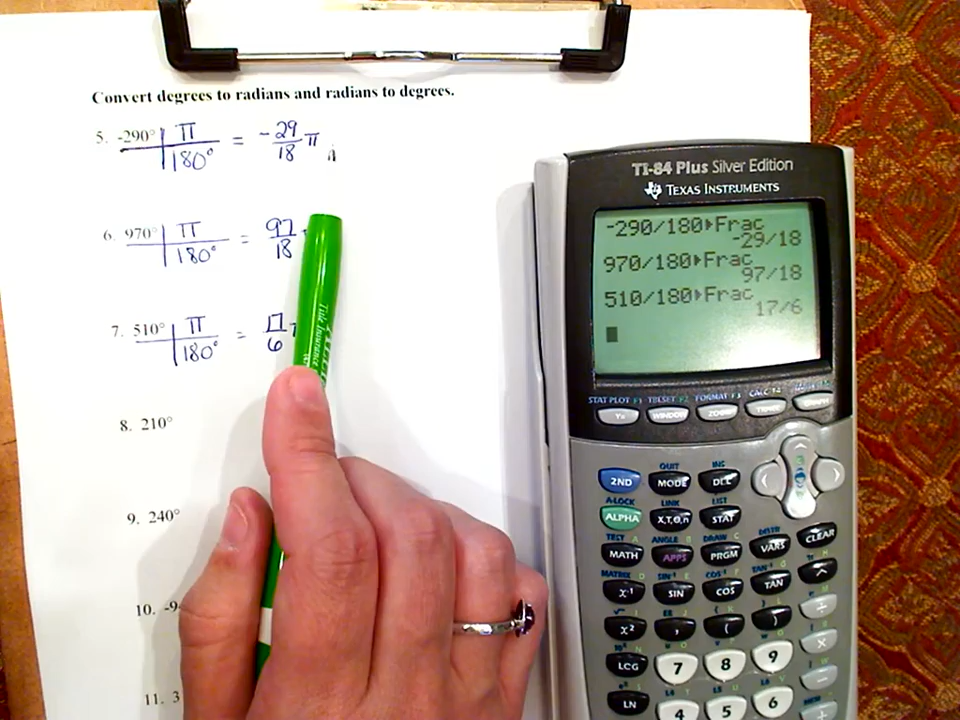 Convert degrees to radians and radians to degrees.
5. -290° | π / 180° = -29/18 π
6. 970° | π / 180° = 97/18
7. 510° | π / 180° = 17/6 π
8. 210°
9. 240°
10. -9
11. 3
TI-84 Plus Silver Edition
TEXAS INSTRUMENTS
-290/180▸Frac
-29/18
970/180▸Frac
97/18
510/180▸Frac
17/6
STAT PLOT F1 TBLSET F2 FORMAT F3 CALC F4
Y= WINDOW ZOOM TRACE GRAPH
QUIT INS
2ND MODE DEL
A-LOCK LINK LIST
ALPHA X,T,Θ,n STAT
TEST A ANGLE B DRAW C DISTR
MATH APPS PRGM VARS CLEAR
MATRIX D SIN⁻¹ E COS⁻¹ F TAN⁻¹ G π H
X⁻¹ SIN COS TAN ^
√ I EE J { K } L
X² , ( ) ÷
LOG 7 8 9 ×
LN 4 5 6 −